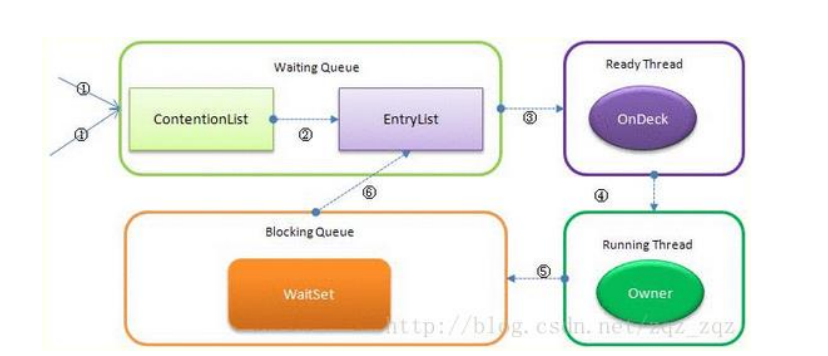 Waiting Queue
Ready Thread
①
ContentionList
EntryList
OnDeck
①
②
③
④
⑥
Blocking Queue
Running Thread
⑤
WaitSet
Owner
http://blog.csdn.net/zqz_zqz